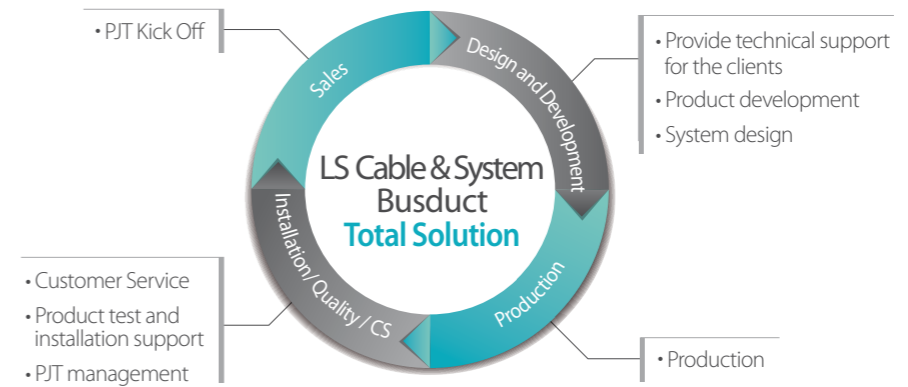 • PJT Kick Off
Sales
Design and Development
• Provide technical support
for the clients
• Product development
• System design
LS Cable & System
Busduct
Total Solution
Installation / Quality / CS
Production
• Customer Service
• Product test and
installation support
• PJT management
• Production